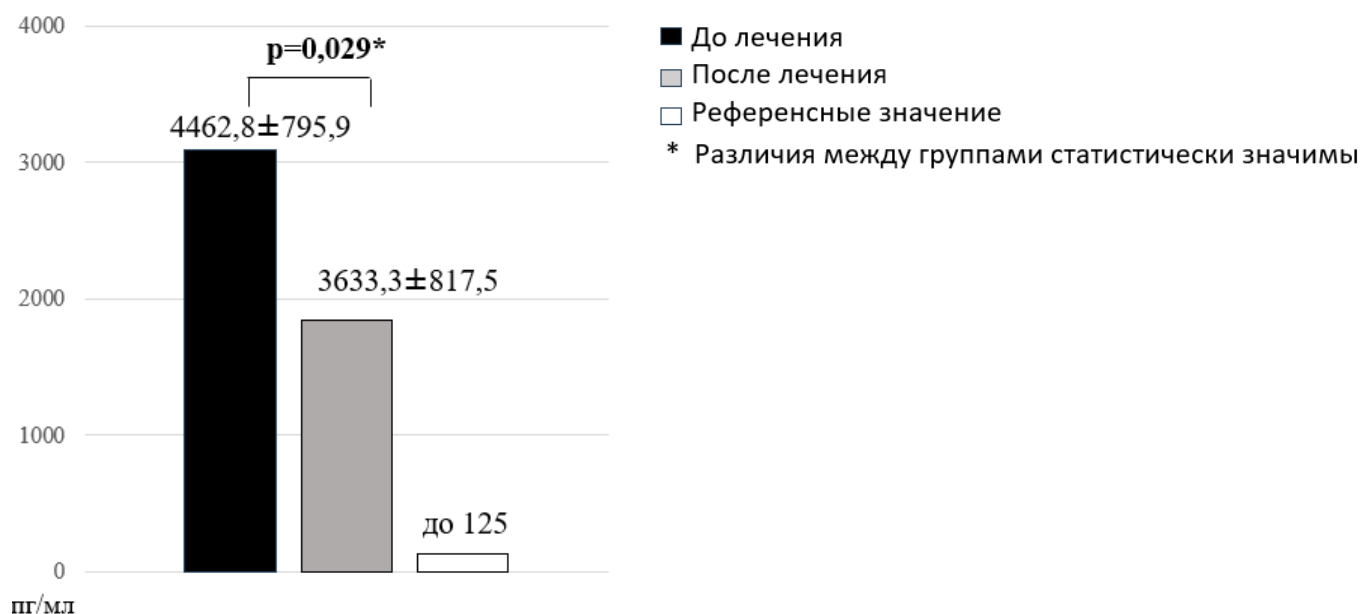 4000
p=0,029*
4462,8±795,9
3000
3633,3±817,5
2000
1000
до 125
0
пг/мл
До лечения
После лечения
Референсные значение
* Различия между группами статистически значимы